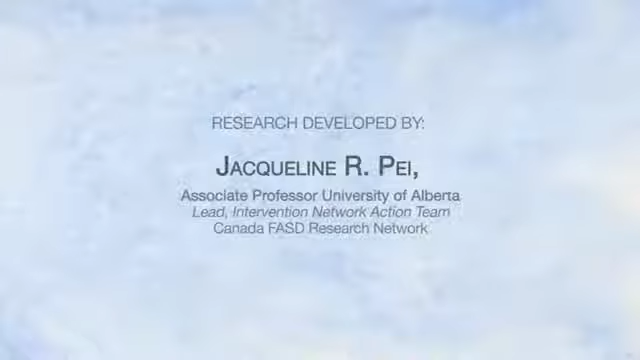 RESEARCH DEVELOPED BY:
JACQUELINE R. PEI,
Associate Professor University of Alberta
Lead, Intervention Network Action Team
Canada FASD Research Network